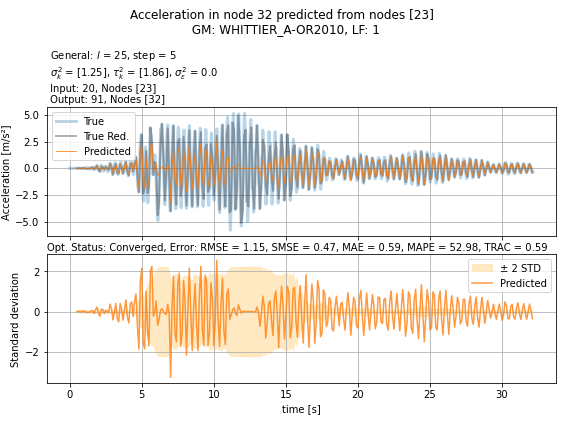 Acceleration in node 32 predicted from nodes [23]
GM: WHITTIER_A-OR2010, LF: 1
General: l = 25, step = 5
σ²ₖ = [1.25], τ²ₖ = [1.86], σ²ₑ = 0.0
Input: 20, Nodes [23]
Output: 91, Nodes [32]
Acceleration [m/s²]
5.0
2.5
0.0
−2.5
−5.0
True
True Red.
Predicted
Opt. Status: Converged, Error: RMSE = 1.15, SMSE = 0.47, MAE = 0.59, MAPE = 52.98, TRAC = 0.59
Standard deviation
2
0
−2
± 2 STD
Predicted
0 5 10 15 20 25 30
time [s]